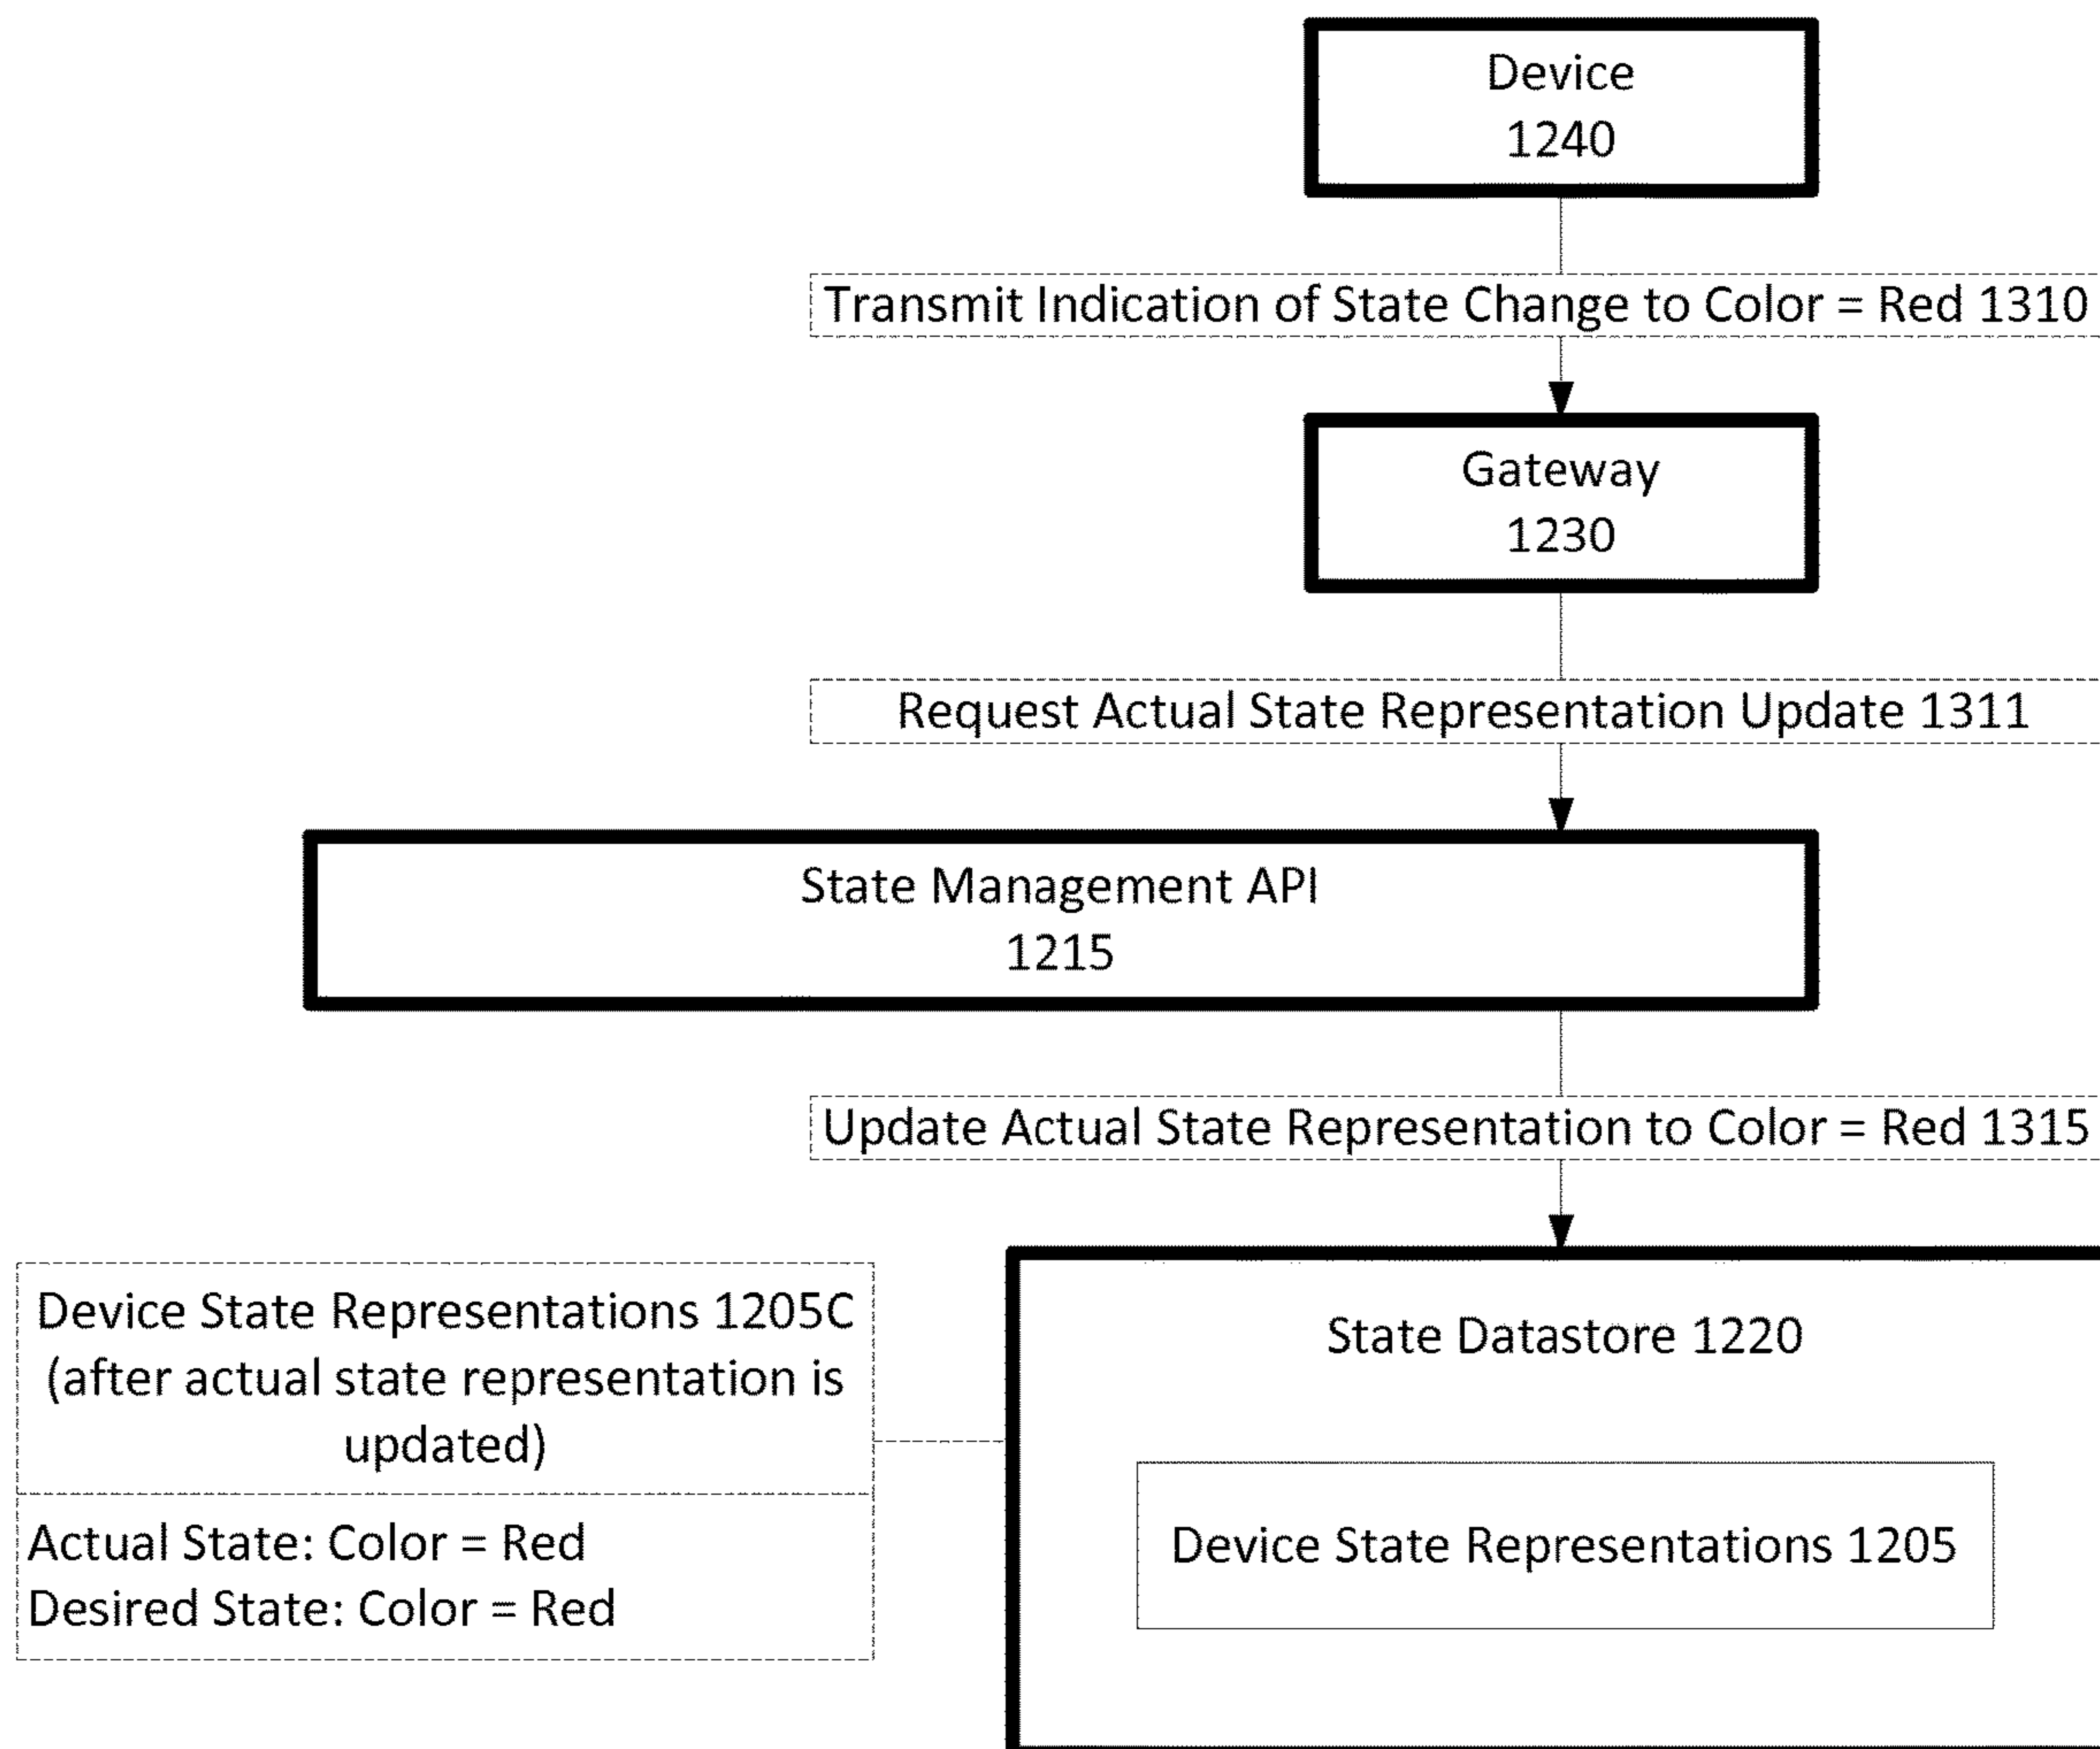 Device
1240
Transmit Indication of State Change to Color = Red 1310
Gateway
1230
Request Actual State Representation Update 1311
State Management API
1215
Update Actual State Representation to Color = Red 1315
Device State Representations 1205C
(after actual state representation is
updated)
Actual State: Color = Red
Desired State: Color = Red
State Datastore 1220
Device State Representations 1205